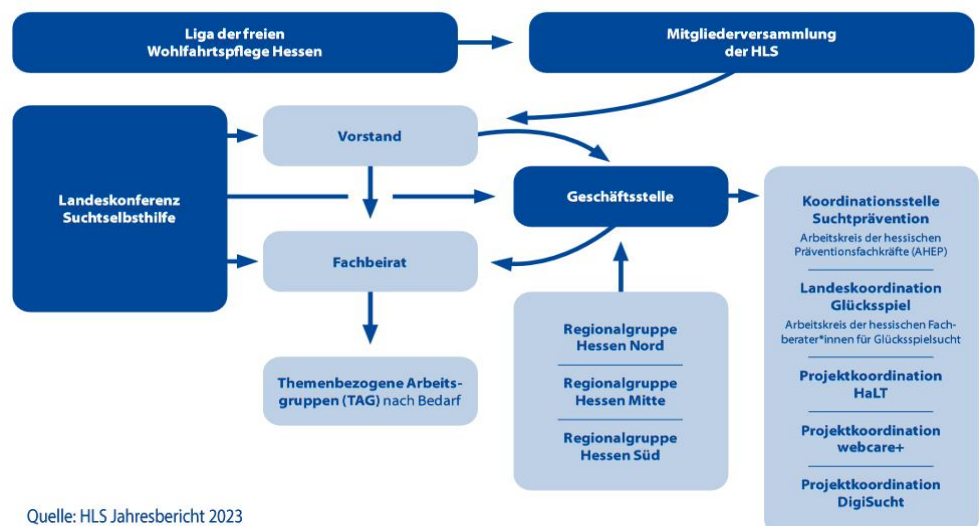 Liga der freien
Wohlfahrtspflege Hessen
Mitgliederversammlung
der HLS
Landeskonferenz
Suchtselbsthilfe
Vorstand
Fachbeirat
Themenbezogene Arbeits-
gruppen (TAG) nach Bedarf
Geschäftsstelle
Regionalgruppe
Hessen Nord
Regionalgruppe
Hessen Mitte
Regionalgruppe
Hessen Süd
Koordinationsstelle
Suchtprävention
Arbeitskreis der hessischen
Präventionsfachkräfte (AHEP)
Landeskoordination
Glücksspiel
Arbeitskreis der hessischen Fach-
berater*innen für Glücksspielsucht
Projektkoordination
HaLT
Projektkoordination
webcare+
Projektkoordination
DigiSucht
Quelle: HLS Jahresbericht 2023